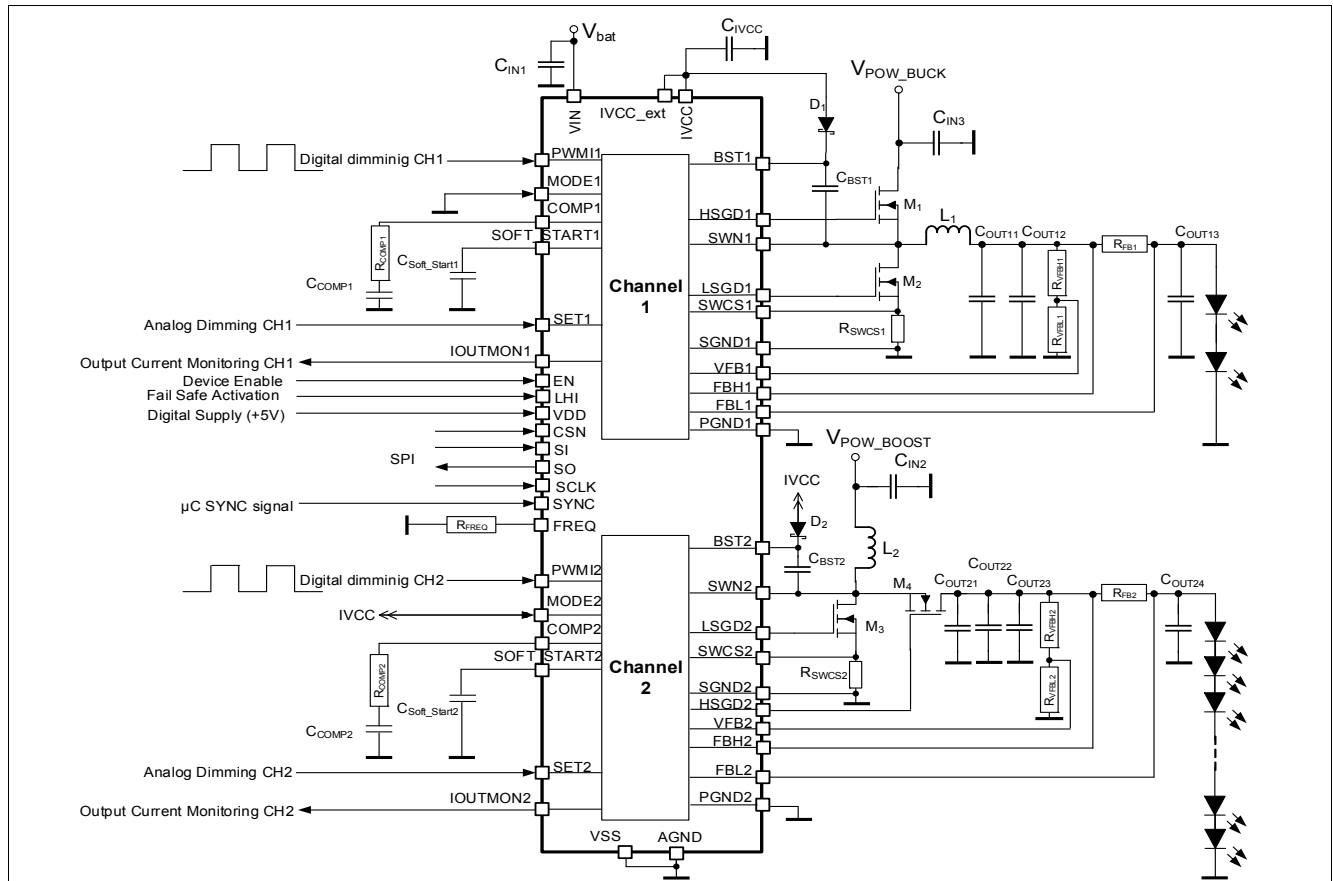 Vbat
CIN1
CIVCC
VPOW_BUCK
VIN
IVCC_ext
IVCC
D1
CIN3
Digital dimminig CH1
PWMI1
BST1
CBST1
MODE1
M1
COMP1
HSGD1
L1
SOFT_START1
SWN1
COUT11
COUT12
RFB1
COUT13
RCOMP1
CSoft_Start1
RVFBH1
CCOMP1
Channel
1
LSGD1
M2
SWCS1
RVFBL1
Analog Dimming CH1
SET1
RSWCS1
SGND1
Output Current Monitoring CH1
IOUTMON1
VFB1
Device Enable
EN
FBH1
Fail Safe Activation
LHI
FBL1
Digital Supply (+5V)
VDD
PGND1
CSN
VPOW_BOOST
SI
SPI
SO
CIN2
SCLK
IVCC
µC SYNC signal
SYNC
D2
RFREQ
FREQ
L2
BST2
CBST2
Digital dimminig CH2
PWMI2
SWN2
M4
COUT21
COUT22
COUT23
RFB2
COUT24
IVCC
MODE2
COMP2
LSGD2
M3
RVFBH2
SOFT_START2
SWCS2
RCOMP2
CSoft_Start2
Channel
2
RSWCS2
SGND2
RVFBL2
HSGD2
CCOMP2
VFB2
FBH2
Analog Dimming CH2
SET2
FBL2
Output Current Monitoring CH2
IOUTMON2
PGND2
VSS
AGND